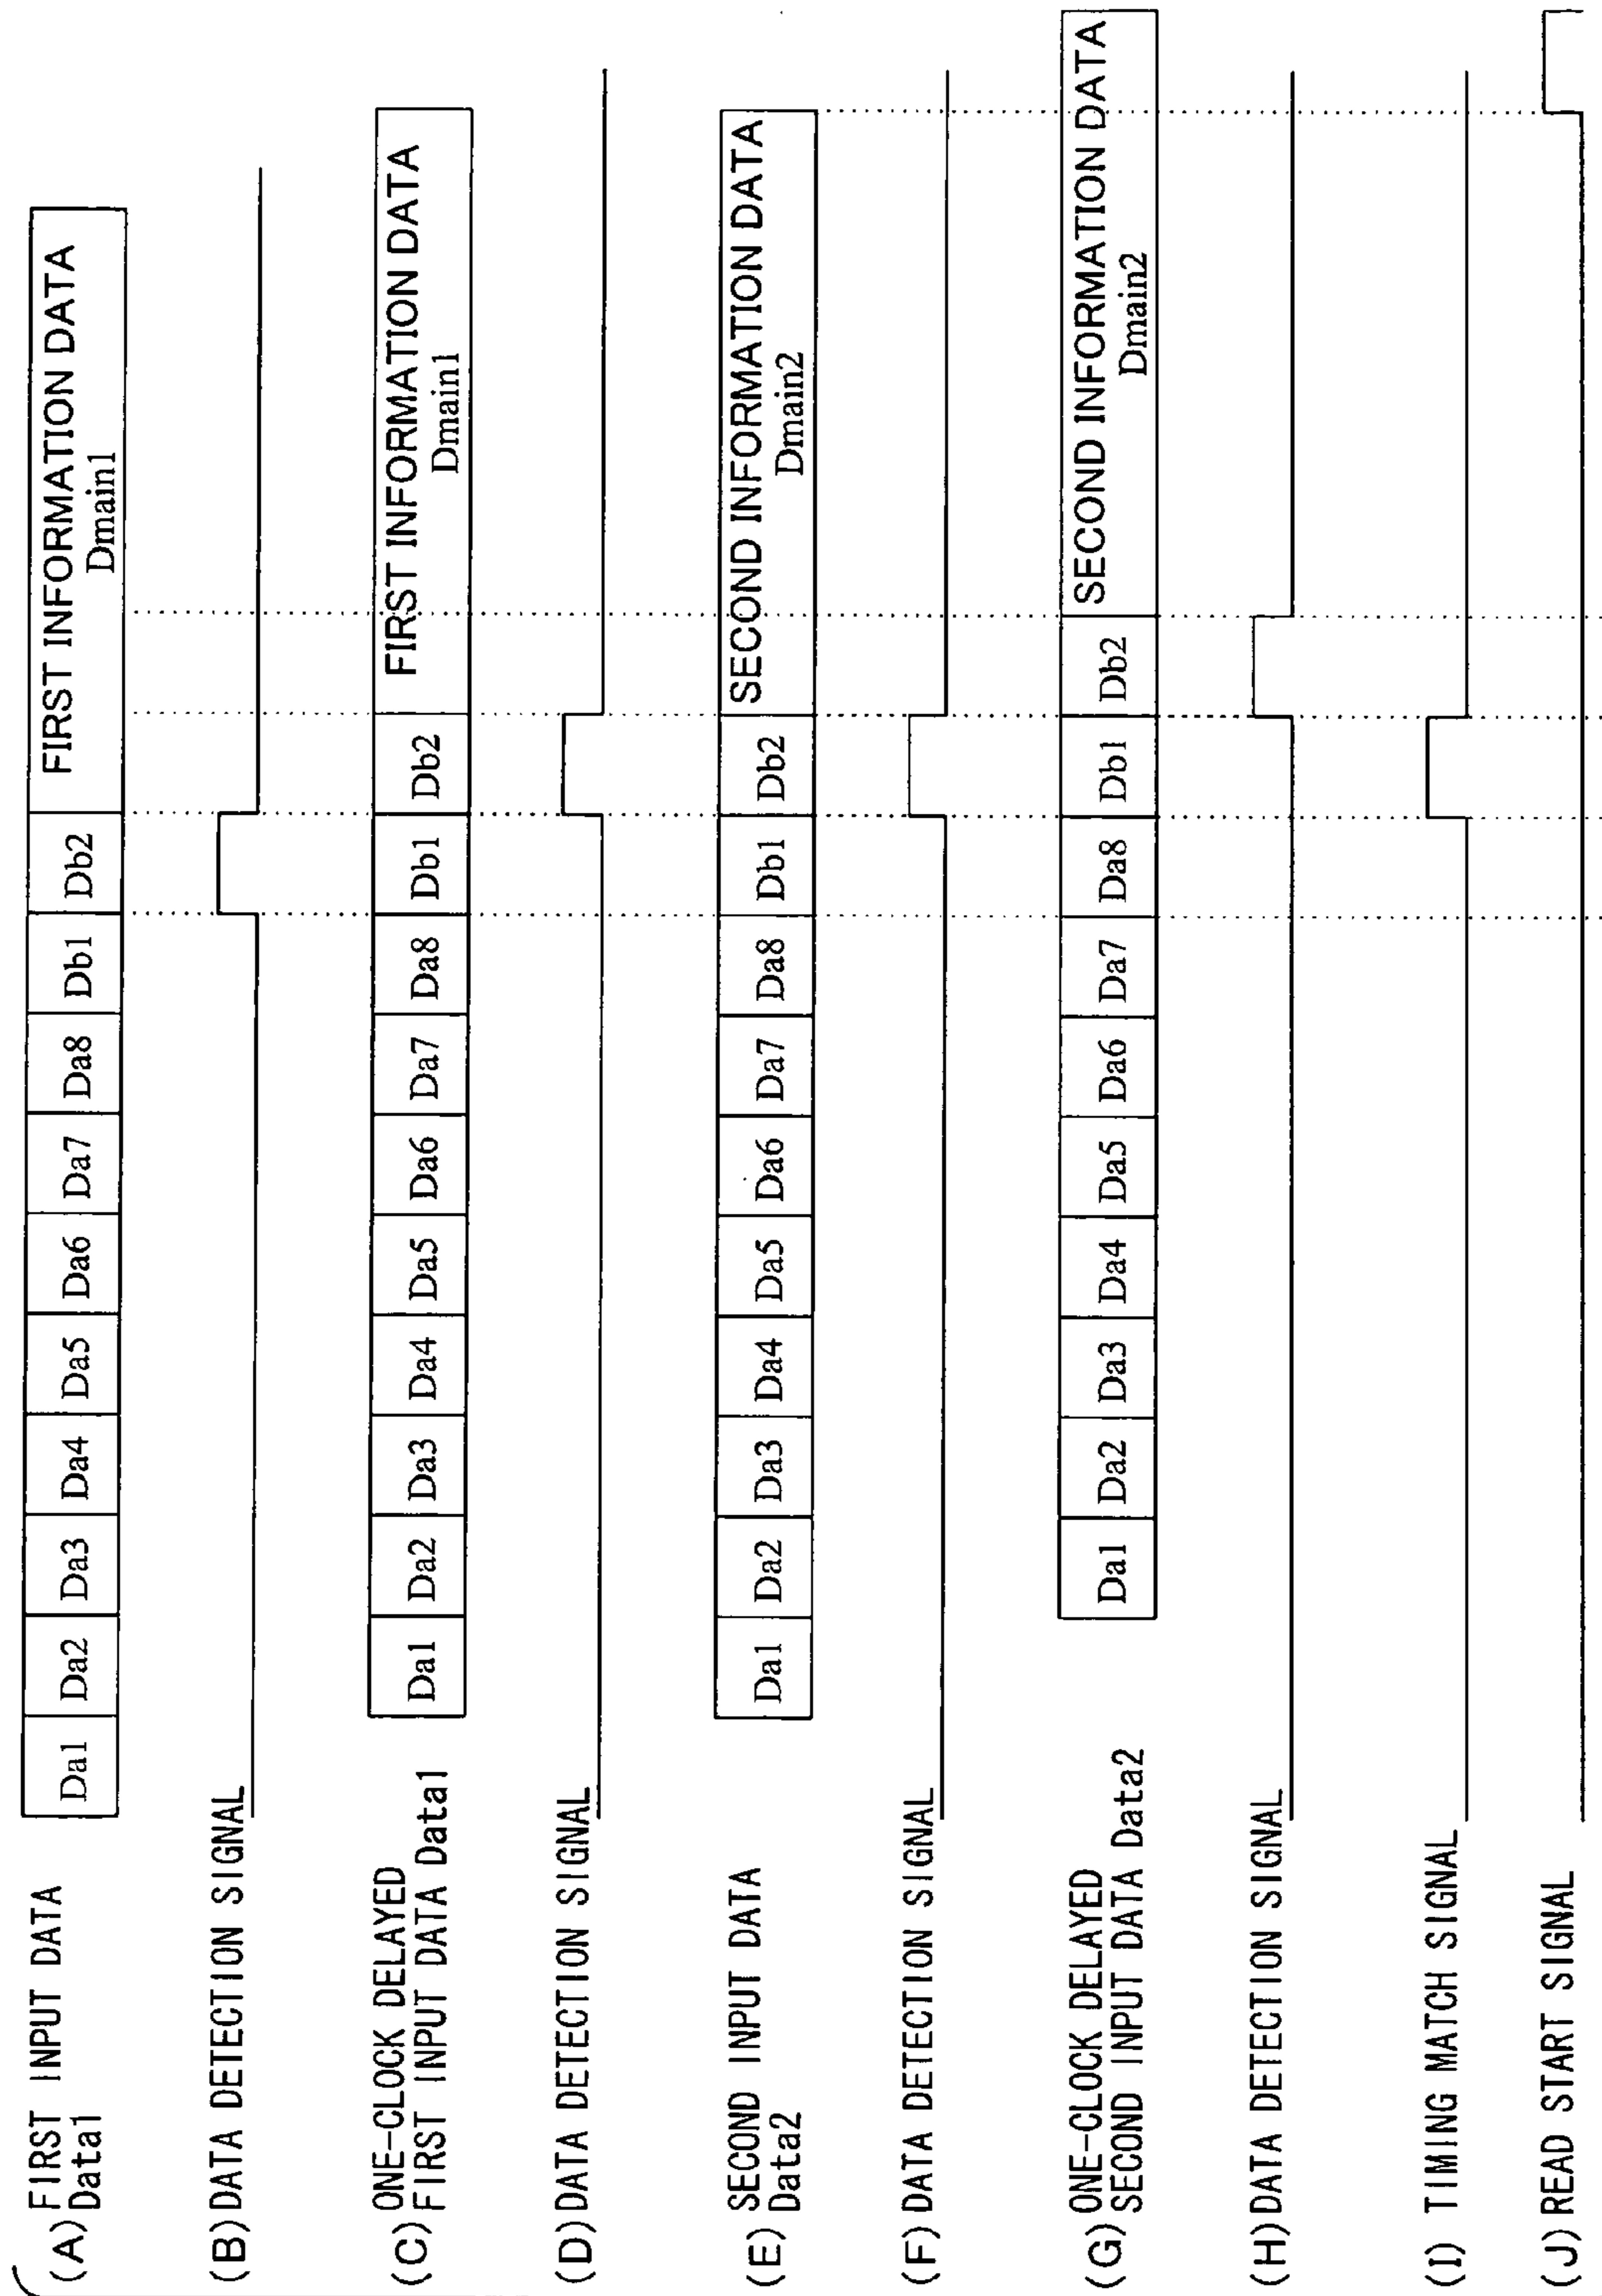 (A) FIRST INPUT DATA
Data1
Da1 Da2 Da3 Da4 Da5 Da6 Da7 Da8 Db1 Db2 FIRST INFORMATION DATA
Dmain1
(B) DATA DETECTION SIGNAL
(C) ONE-CLOCK DELAYED
FIRST INPUT DATA Data1
Da1 Da2 Da3 Da4 Da5 Da6 Da7 Da8 Db1 Db2 FIRST INFORMATION DATA
Dmain1
(D) DATA DETECTION SIGNAL
(E) SECOND INPUT DATA
Data2
Da1 Da2 Da3 Da4 Da5 Da6 Da7 Da8 Db1 Db2 SECOND INFORMATION DATA
Dmain2
(F) DATA DETECTION SIGNAL
(G) ONE-CLOCK DELAYED
SECOND INPUT DATA Data2
Da1 Da2 Da3 Da4 Da5 Da6 Da7 Da8 Db1 Db2 SECOND INFORMATION DATA
Dmain2
(H) DATA DETECTION SIGNAL
(I) TIMING MATCH SIGNAL
(J) READ START SIGNAL